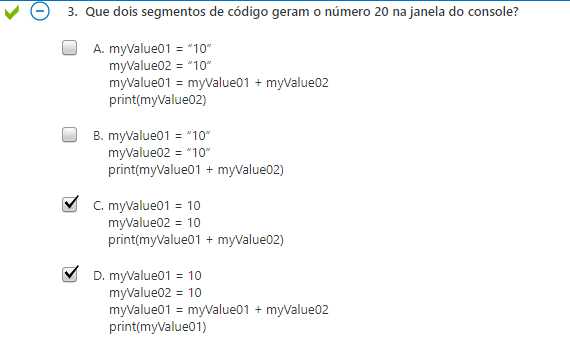 3. Que dois segmentos de código geram o número 20 na janela do console?
A. myValue01 = “10”
myValue02 = “10”
myValue01 = myValue01 + myValue02
print(myValue02)
B. myValue01 = “10”
myValue02 = “10”
print(myValue01 + myValue02)
C. myValue01 = 10
myValue02 = 10
print(myValue01 + myValue02)
D. myValue01 = 10
myValue02 = 10
myValue01 = myValue01 + myValue02
print(myValue01)